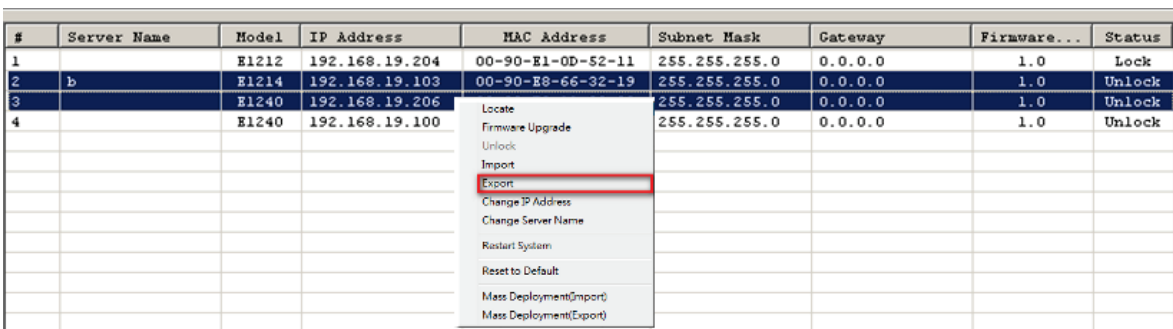 # Server Name Model IP Address MAC Address Subnet Mask Gateway Firmware... Status
1 E1212 192.168.19.204 00-90-E1-0D-52-11 255.255.255.0 0.0.0.0 1.0 Lock
2 b E1214 192.168.19.103 00-90-E8-66-32-19 255.255.255.0 0.0.0.0 1.0 Unlock
3 E1240 192.168.19.206 255.255.255.0 0.0.0.0 1.0 Unlock
4 E1240 192.168.19.100 255.255.255.0 0.0.0.0 1.0 Unlock
Locate
Firmware Upgrade
Unlock
Import
Export
Change IP Address
Change Server Name
Restart System
Reset to Default
Mass Deployment(Import)
Mass Deployment(Export)